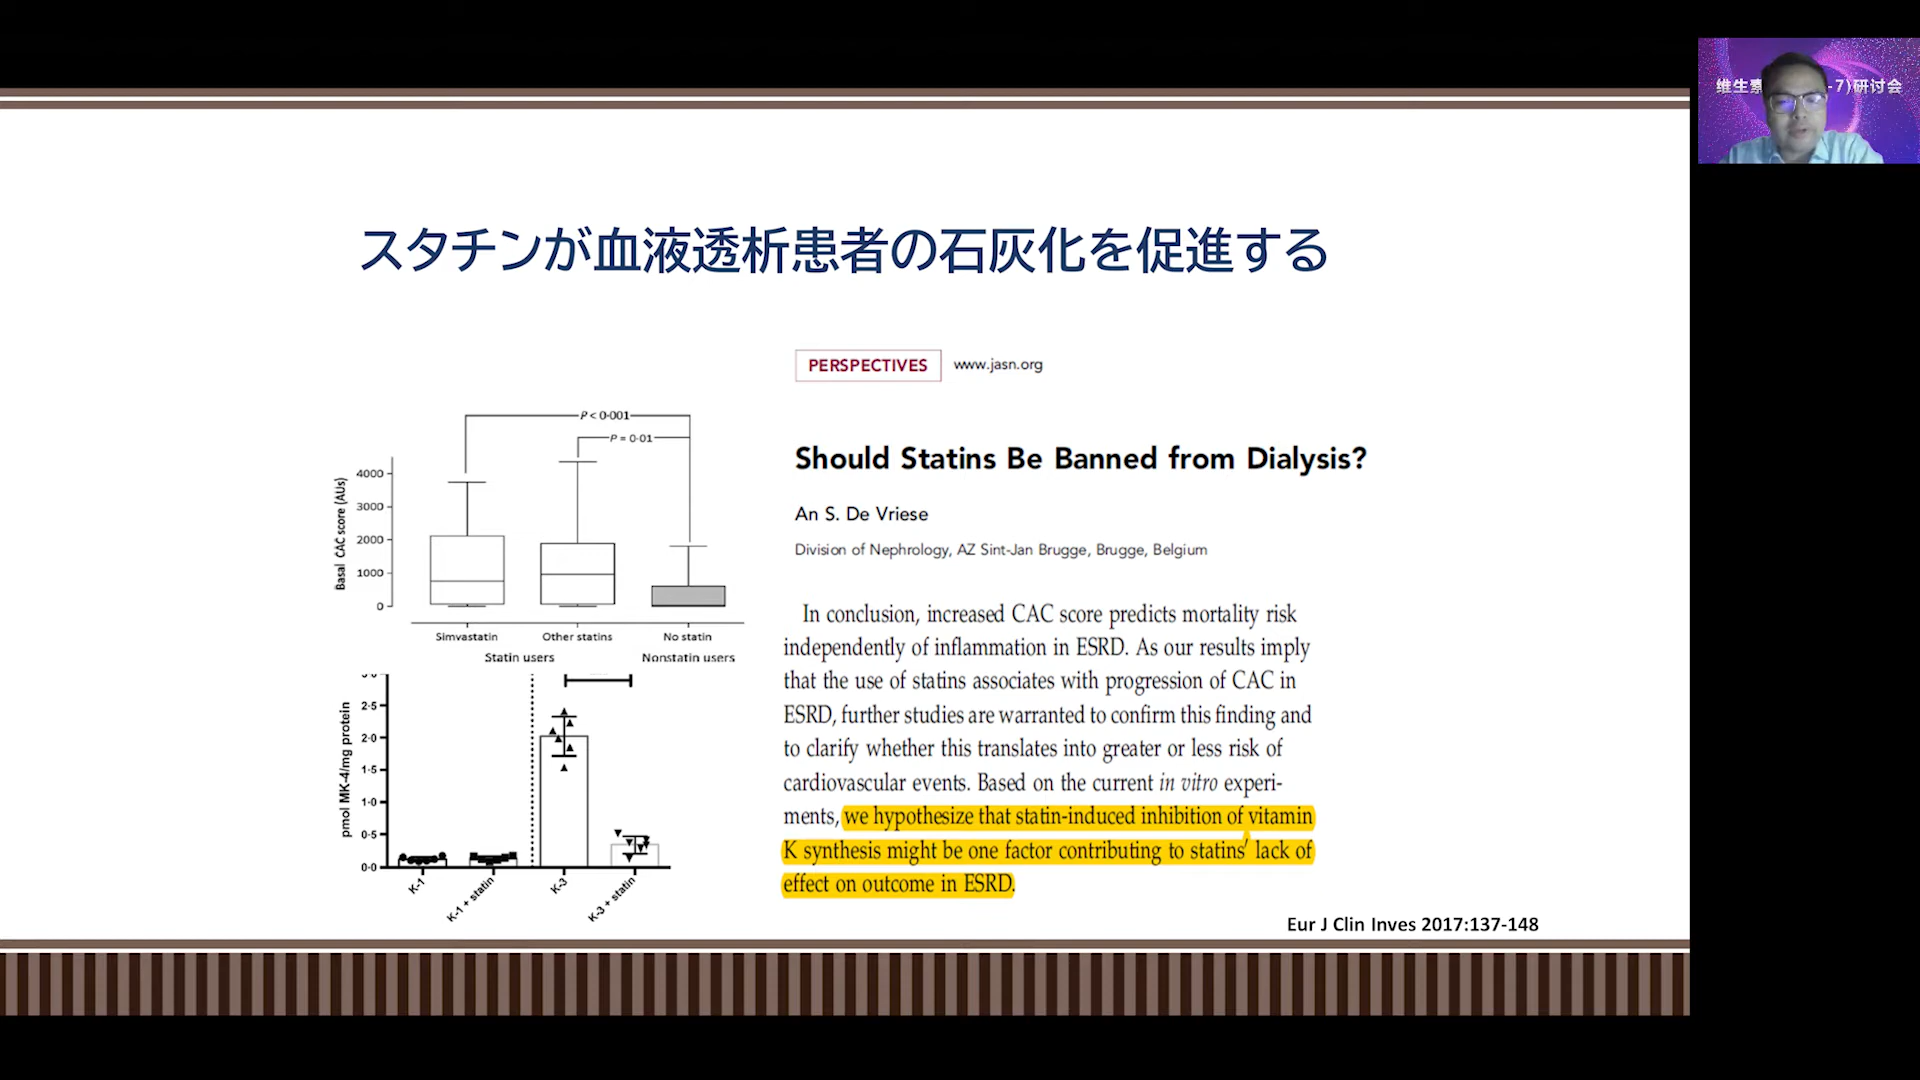 维生素 -7)研讨会
スタチンが血液透析患者の石灰化を促進する
PERSPECTIVES www.jasn.org
Should Statins Be Banned from Dialysis?
An S. De Vriese
Division of Nephrology, AZ Sint-Jan Brugge, Brugge, Belgium
P < 0·001
P = 0·01
Basal CAC score (AUs)
4000
3000
2000
1000
0
Simvastatin Other statins No statin
Statin users Nonstatin users
pmol MK-4/mg protein
2·5
2·0
1·5
1·0
0·5
0·0
K-1
K-1 + statin
K-3
K-3 + statin
In conclusion, increased CAC score predicts mortality risk
independently of inflammation in ESRD. As our results imply
that the use of statins associates with progression of CAC in
ESRD, further studies are warranted to confirm this finding and
to clarify whether this translates into greater or less risk of
cardiovascular events. Based on the current in vitro experi-
ments, we hypothesize that statin-induced inhibition of vitamin
K synthesis might be one factor contributing to statins' lack of
effect on outcome in ESRD.
Eur J Clin Inves 2017:137-148